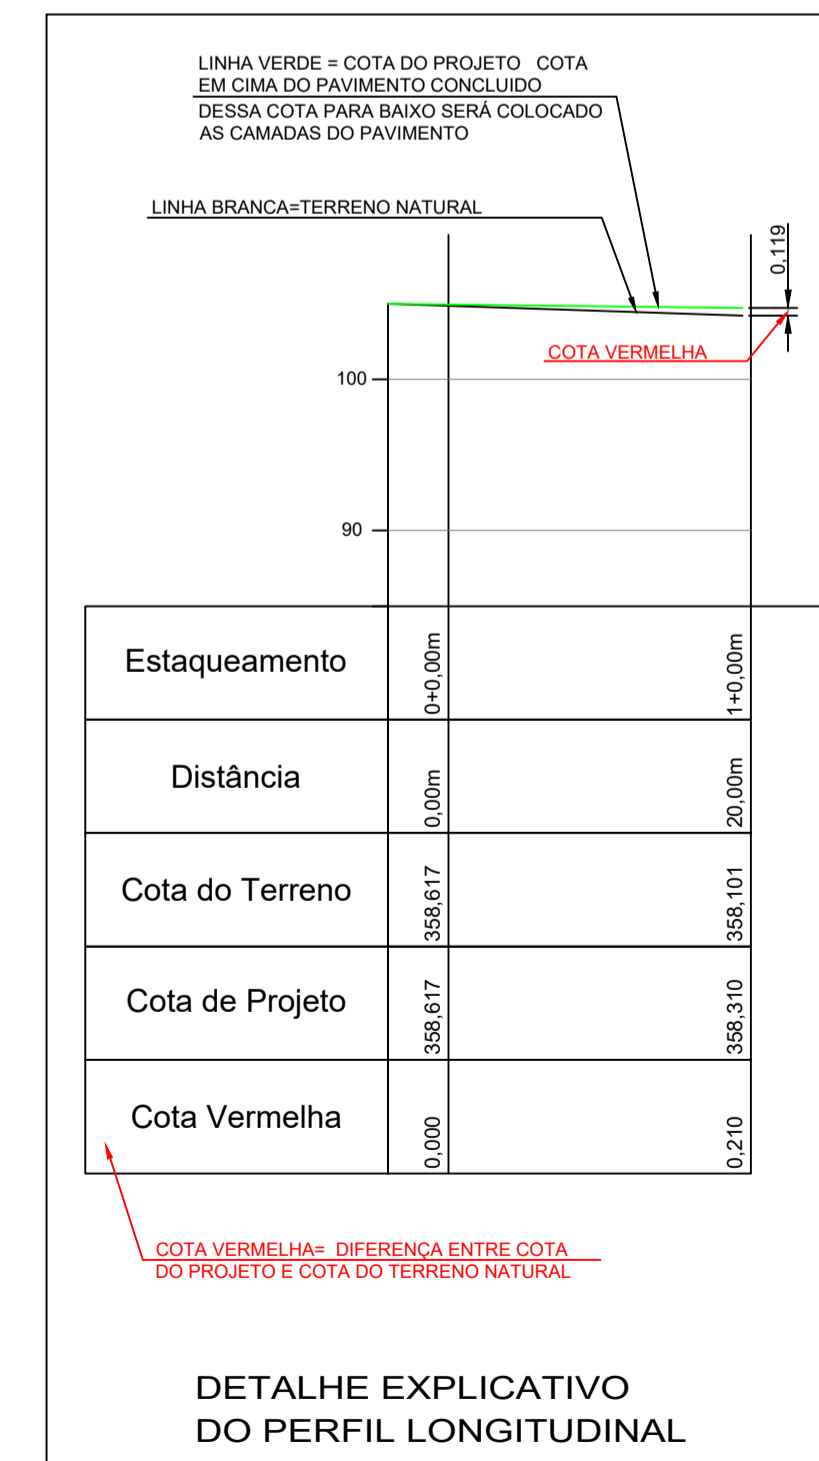 LINHA VERDE = COTA DO PROJETO COTA
EM CIMA DO PAVIMENTO CONCLUIDO
DESSA COTA PARA BAIXO SERÁ COLOCADO
AS CAMADAS DO PAVIMENTO
LINHA BRANCA=TERRENO NATURAL
0,119
COTA VERMELHA
100
90
Estaqueamento
0+0,00m
1+0,00m
Distância
0,00m
20,00m
Cota do Terreno
358,617
358,101
Cota de Projeto
358,617
358,310
Cota Vermelha
0,000
0,210
COTA VERMELHA= DIFERENÇA ENTRE COTA
DO PROJETO E COTA DO TERRENO NATURAL
DETALHE EXPLICATIVO
DO PERFIL LONGITUDINAL